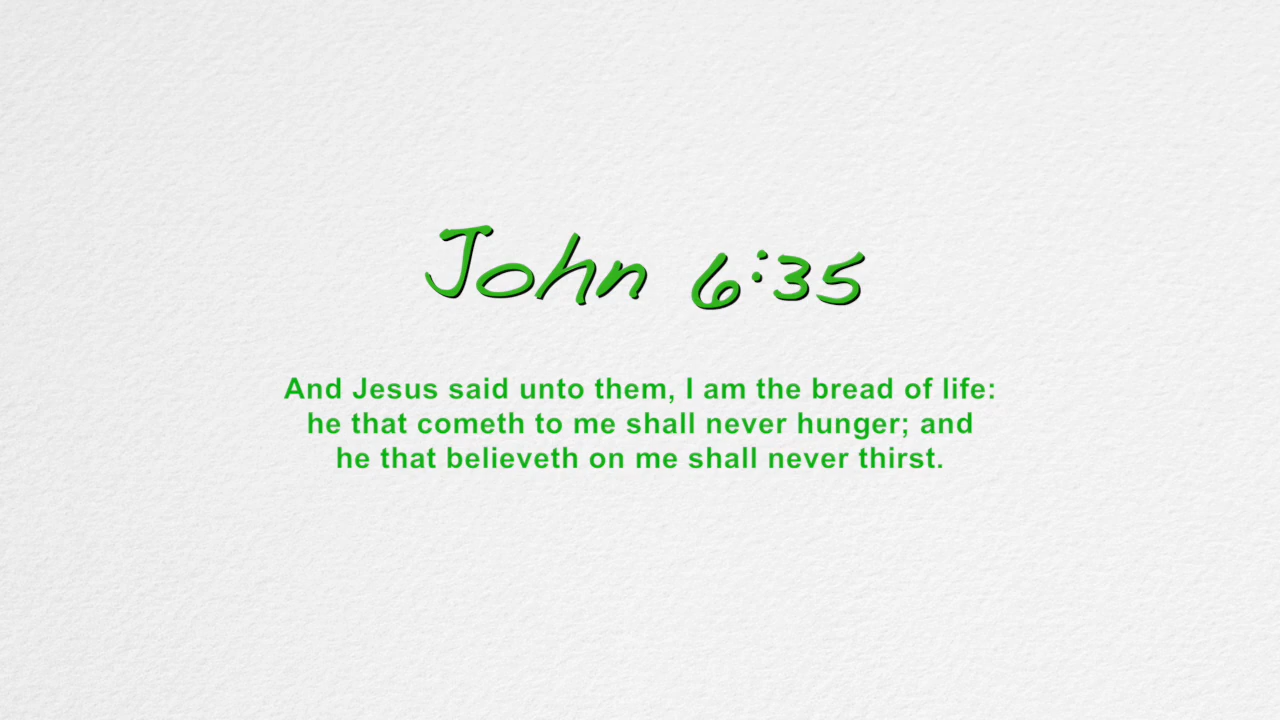 John 6:35
And Jesus said unto them, I am the bread of life:
he that cometh to me shall never hunger; and
he that believeth on me shall never thirst.